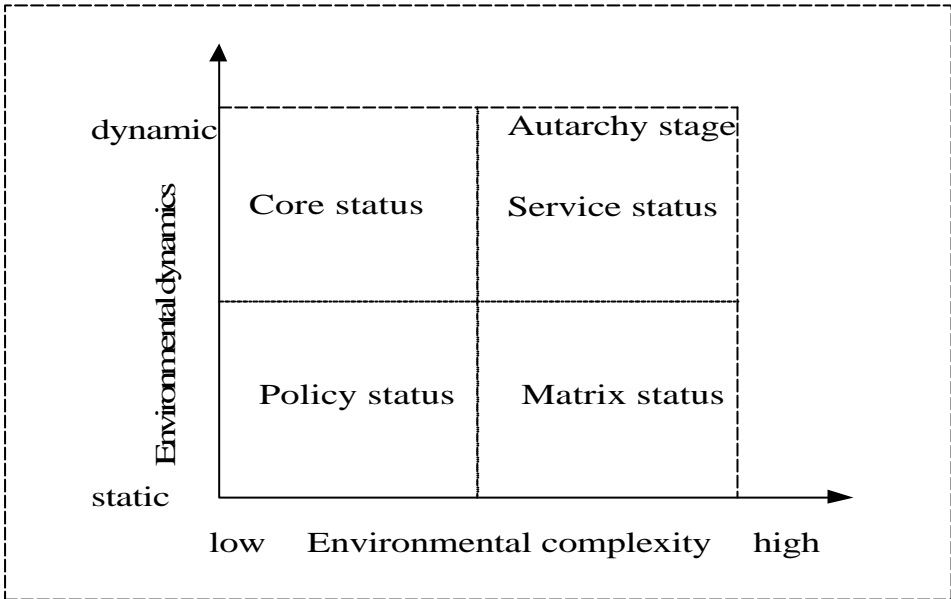 dynamic
Autarchy stage
Core status
Service status
Environmental dynamics
Policy status
Matrix status
static
low
Environmental complexity
high